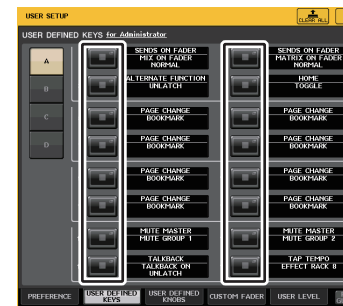 USER SETUP
CLEAR ALL
USER DEFINED KEYS for Administrator
A
B
C
D
SENDS ON FADER
MIX ON FADER
NORMAL
SENDS ON FADER
MATRIX ON FADER
NORMAL
ALTERNATE FUNCTION
UNLATCH
HOME
TOGGLE
PAGE CHANGE
BOOKMARK
PAGE CHANGE
BOOKMARK
PAGE CHANGE
BOOKMARK
PAGE CHANGE
BOOKMARK
PAGE CHANGE
BOOKMARK
PAGE CHANGE
BOOKMARK
PAGE CHANGE
BOOKMARK
PAGE CHANGE
BOOKMARK
MUTE MASTER
MUTE GROUP 1
MUTE MASTER
MUTE GROUP 2
TALKBACK
TALKBACK ON
UNLATCH
TAP TEMPO
EFFECT RACK 8
PREFERENCE
USER DEFINED
KEYS
USER DEFINED
KNOBS
CUSTOM FADER
USER LEVEL